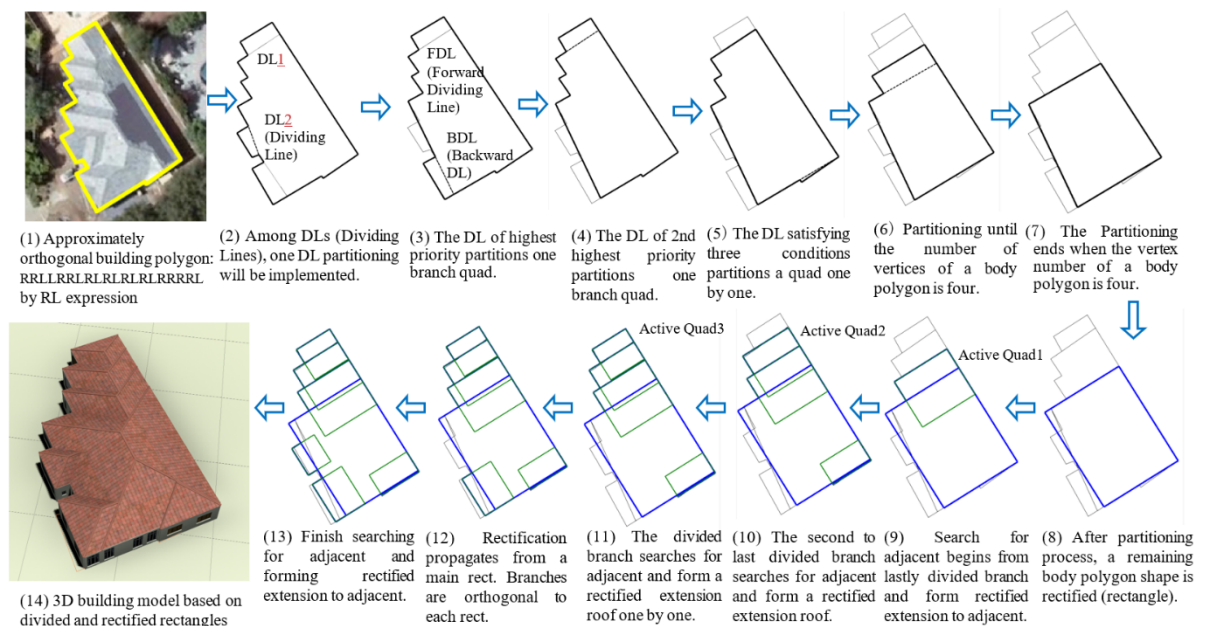 DL1
DL2
(Dividing
Line)
FDL
(Forward
Dividing
Line)
BDL
(Backward
DL)
(1) Approximately
orthogonal building polygon:
RRLLRRLRLRLRLRLRRRRL
by RL expression
(2) Among DLs (Dividing
Lines), one DL partitioning
will be implemented.
(3) The DL of highest
priority partitions one
branch quad.
(4) The DL of 2nd
highest priority
partitions one
branch quad.
(5) The DL satisfying
three conditions
partitions a quad one
by one.
(6) Partitioning until
the number of
vertices of a body
polygon is four.
(7) The Partitioning
ends when the vertex
number of a body
polygon is four.
Active Quad3
Active Quad2
Active Quad1
(14) 3D building model based on
divided and rectified rectangles
(13) Finish searching
for adjacent and
forming rectified
extension to adjacent.
(12) Rectification
propagates from a
main rect. Branches
are orthogonal to
each rect.
(11) The divided
branch searches for
adjacent and form a
rectified extension
roof one by one.
(10) The second to
last divided branch
searches for adjacent
and form a rectified
extension roof.
(9) Search for
adjacent begins from
lastly divided branch
and form rectified
extension to adjacent.
(8) After partitioning
process, a remaining
body polygon shape is
rectified (rectangle).